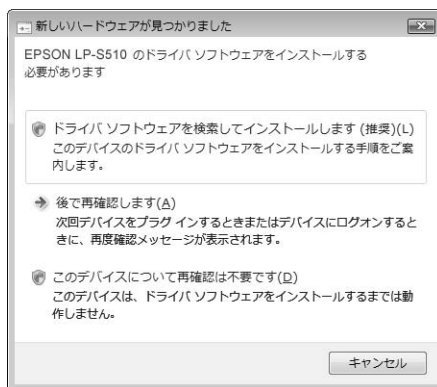 新しいハードウェアが見つかりました
EPSON LP-S510 のドライバ ソフトウェアをインストールする
必要があります
ドライバ ソフトウェアを検索してインストールします (推奨)(L)
このデバイスのドライバ ソフトウェアをインストールする手順をご案
内します。
後で再確認します(A)
次回デバイスをプラグ インするときまたはデバイスにログオンすると
きに、再度確認メッセージが表示されます。
このデバイスについて再確認は不要です(D)
このデバイスは、ドライバ ソフトウェアをインストールするまでは動
作しません。
キャンセル